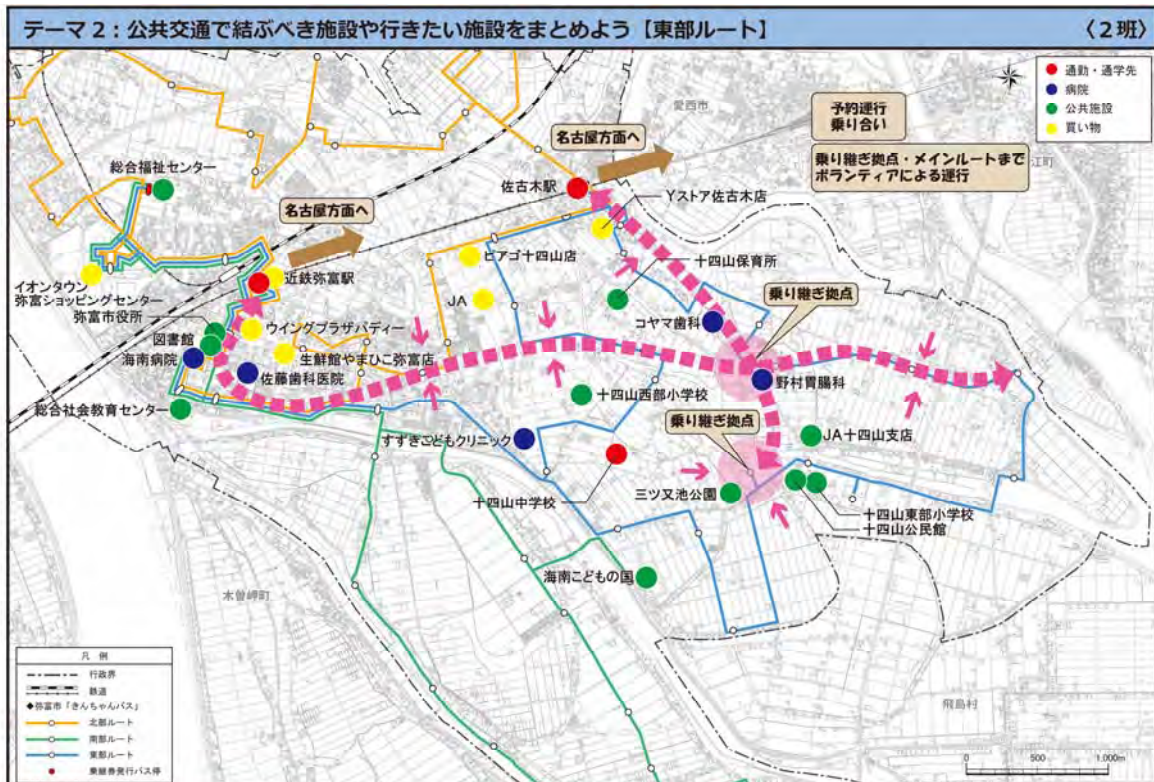 テーマ2：公共交通で結ぶべき施設や行きたい施設をまとめよう【東部ルート】
〈2班〉
通勤・通学先
病院
公共施設
買い物
愛西市
予約運行
乗り合い
江町
乗り継ぎ拠点・メインルートまで
ボランティアによる運行
名古屋方面へ
総合福祉センター
佐古木駅
Yストア佐古木店
名古屋方面へ
ピアゴ十四山店
十四山保育所
近鉄弥富駅
イオンタウン
弥富ショッピングセンター
JA
乗り継ぎ拠点
弥富市役所
コヤマ歯科
ウイングプラザパディー
図書館
海南病院
生鮮館やまひこ弥富店
佐藤歯科医院
野村胃腸科
十四山西部小学校
総合社会教育センター
乗り継ぎ拠点
すずきこどもクリニック
JA十四山支店
十四山中学校
三ツ又池公園
十四山東部小学校
十四山公民館
海南こどもの国
木曽岬町
飛島村
凡例
行政界
鉄道
◆弥富市「きんちゃんバス」
北部ルート
南部ルート
東部ルート
乗継券発行バス停
0 500 1,000m